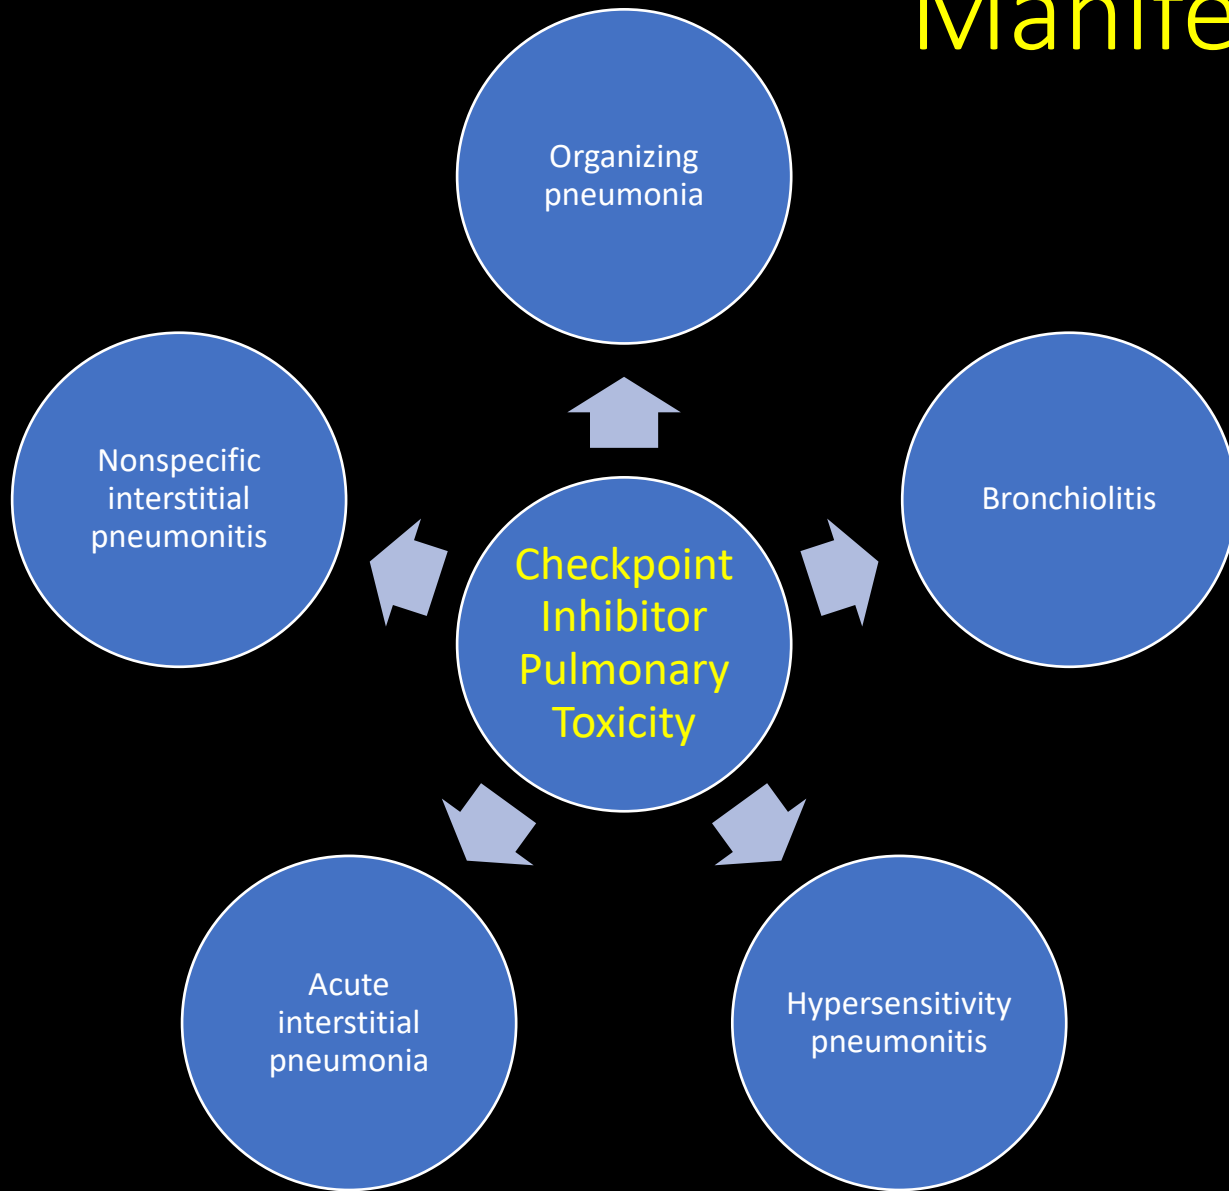 Manife
Organizing
pneumonia
Nonspecific
interstitial
pneumonitis
Bronchiolitis
Checkpoint
Inhibitor
Pulmonary
Toxicity
Acute
interstitial
pneumonia
Hypersensitivity
pneumonitis